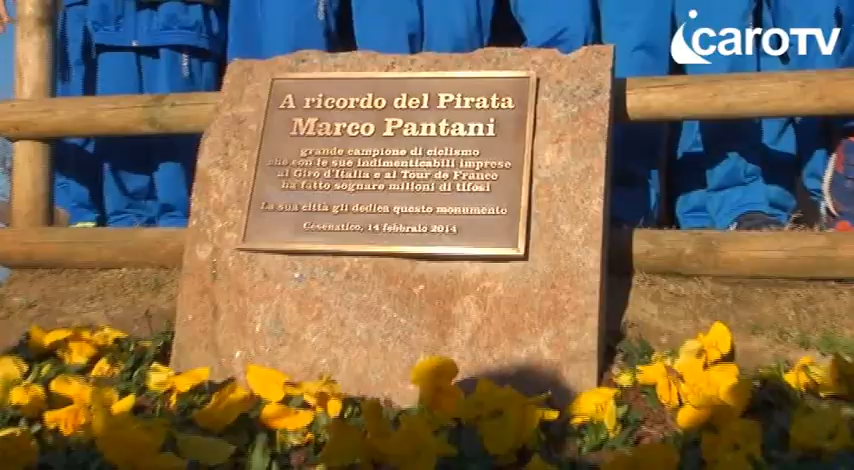 icaroTV
A ricordo del Pirata
Marco Pantani
grande campione di ciclismo
che con le sue indimenticabili imprese
al Giro d'Italia e al Tour de France
ha fatto sognare milioni di tifosi
La sua città gli dedica questo monumento
Cesenatico, 14 febbraio 2014